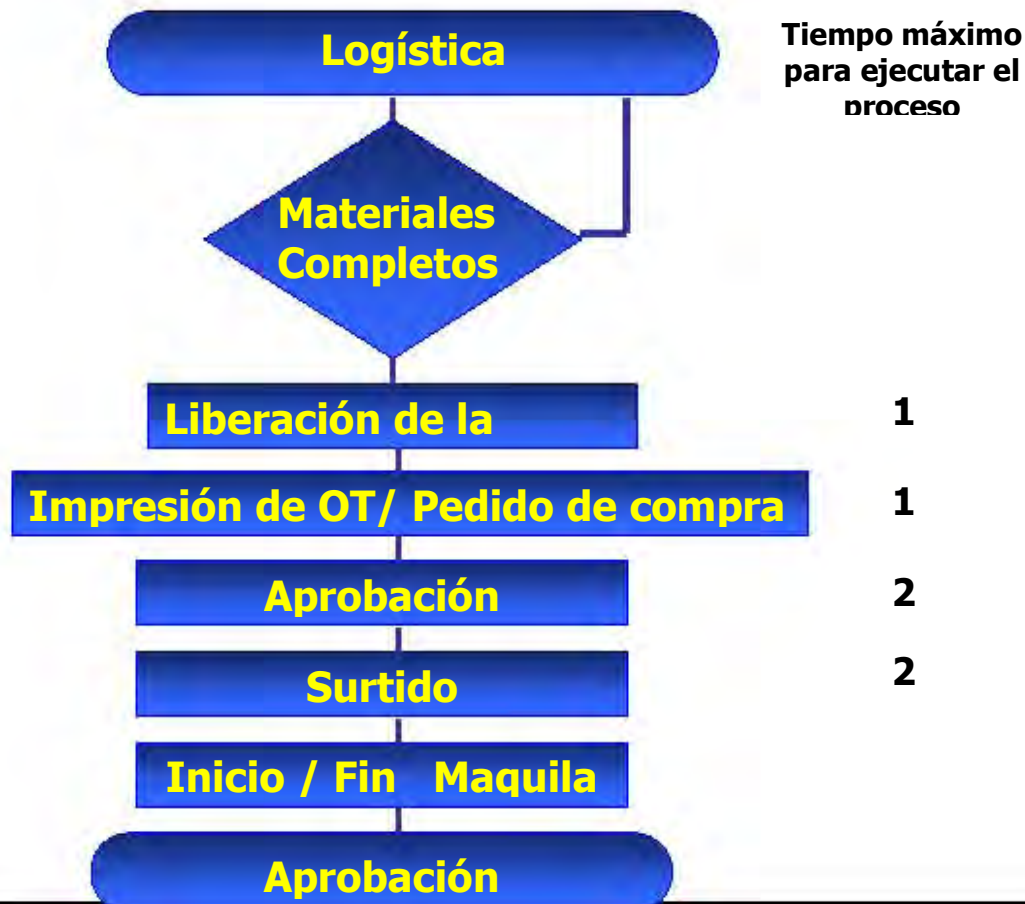 Logística
Tiempo máximo
para ejecutar el
proceso
Materiales
Completos
Liberación de la
1
Impresión de OT/ Pedido de compra
1
Aprobación
2
Surtido
2
Inicio / Fin Maquila
Aprobación